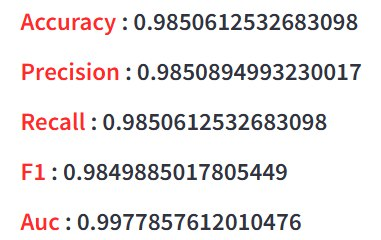 Accuracy : 0.9850612532683098
Precision : 0.9850894993230017
Recall : 0.9850612532683098
F1 : 0.9849885017805449
Auc : 0.9977857612010476